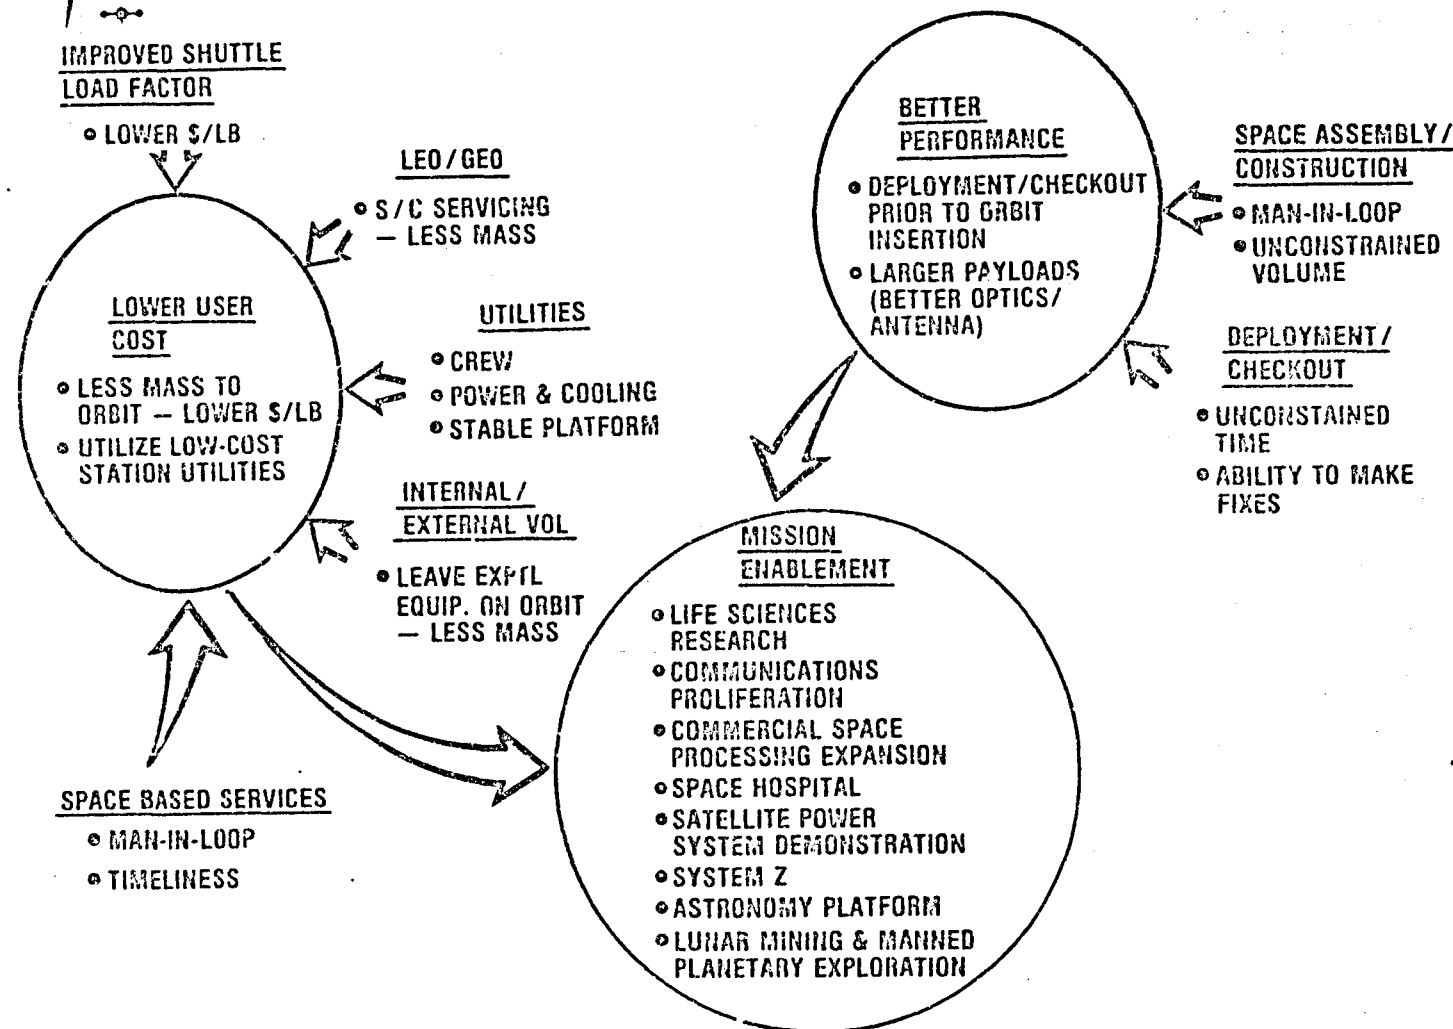 IMPROVED SHUTTLE
LOAD FACTOR
• LOWER $/LB
LEO/GEO
• S/C SERVICING
— LESS MASS
LOWER USER
COST
• LESS MASS TO
ORBIT — LOWER $/LB
• UTILIZE LOW-COST
STATION UTILITIES
UTILITIES
• CREW
• POWER & COOLING
• STABLE PLATFORM
INTERNAL/
EXTERNAL VOL
• LEAVE EXPTL
EQUIP. ON ORBIT
— LESS MASS
SPACE BASED SERVICES
• MAN-IN-LOOP
• TIMELINESS
BETTER
PERFORMANCE
• DEPLOYMENT/CHECKOUT
PRIOR TO ORBIT
INSERTION
• LARGER PAYLOADS
(BETTER OPTICS/
ANTENNA)
SPACE ASSEMBLY/
CONSTRUCTION
• MAN-IN-LOOP
• UNCONSTRAINED
VOLUME
DEPLOYMENT/
CHECKOUT
• UNCONSTAINED
TIME
• ABILITY TO MAKE
FIXES
MISSION
ENABLEMENT
• LIFE SCIENCES
RESEARCH
• COMMUNICATIONS
PROLIFERATION
• COMMERCIAL SPACE
PROCESSING EXPANSION
• SPACE HOSPITAL
• SATELLITE POWER
SYSTEM DEMONSTRATION
• SYSTEM Z
• ASTRONOMY PLATFORM
• LUNAR MINING & MANNED
PLANETARY EXPLORATION